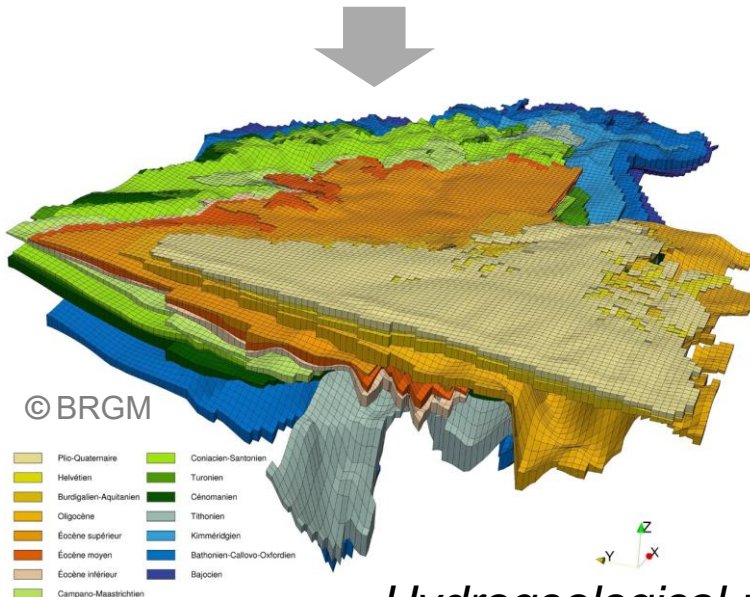 © BRGM
Plio-Quaternaire
Helvétien
Burdigalien-Aquitanien
Oligocène
Éocène supérieur
Éocène moyen
Éocène inférieur
Campano-Maastrichtien
Coniacien-Santonien
Turonien
Cénomanien
Tithonien
Kimméridgien
Bathonien-Callovo-Oxfordien
Bajocien
Z
Y
X
Hydrogeological